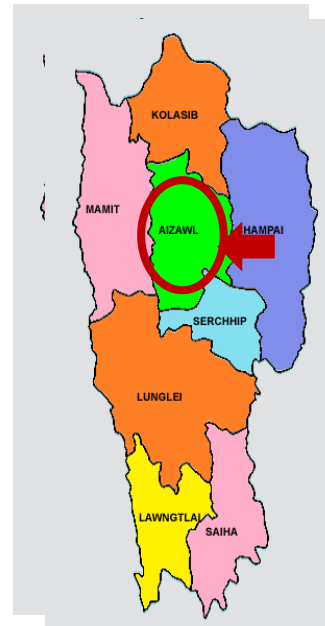 KOLASIB
MAMIT
AIZAWL
HAMPAI
SERCHHIP
LUNGLEI
LAWNGTLAI
SAIHA